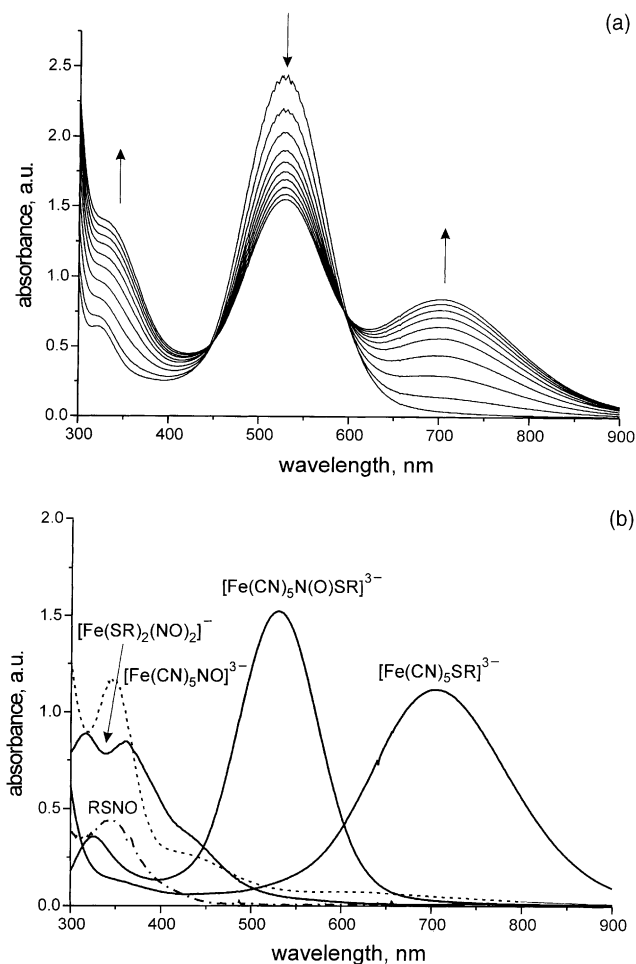 (a)
2.5
2.0
1.5
1.0
0.5
0.0
absorbance, a.u.
300 400 500 600 700 800 900
wavelength, nm
(b)
2.0
1.5
1.0
0.5
0.0
absorbance, a.u.
[Fe(CN)₅N(O)SR]³⁻
[Fe(SR)₂(NO)₂]⁻
[Fe(CN)₅NO]³⁻
[Fe(CN)₅SR]³⁻
RSNO
300 400 500 600 700 800 900
wavelength, nm